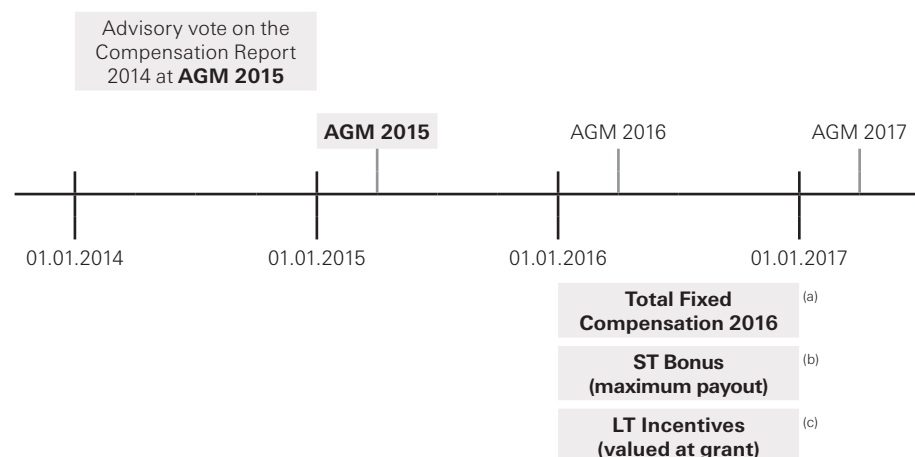 Advisory vote on the
Compensation Report
2014 at AGM 2015
AGM 2015
AGM 2016
AGM 2017
01.01.2014
01.01.2015
01.01.2016
01.01.2017
Total Fixed
Compensation 2016
(a)
ST Bonus
(maximum payout)
(b)
LT Incentives
(valued at grant)
(c)